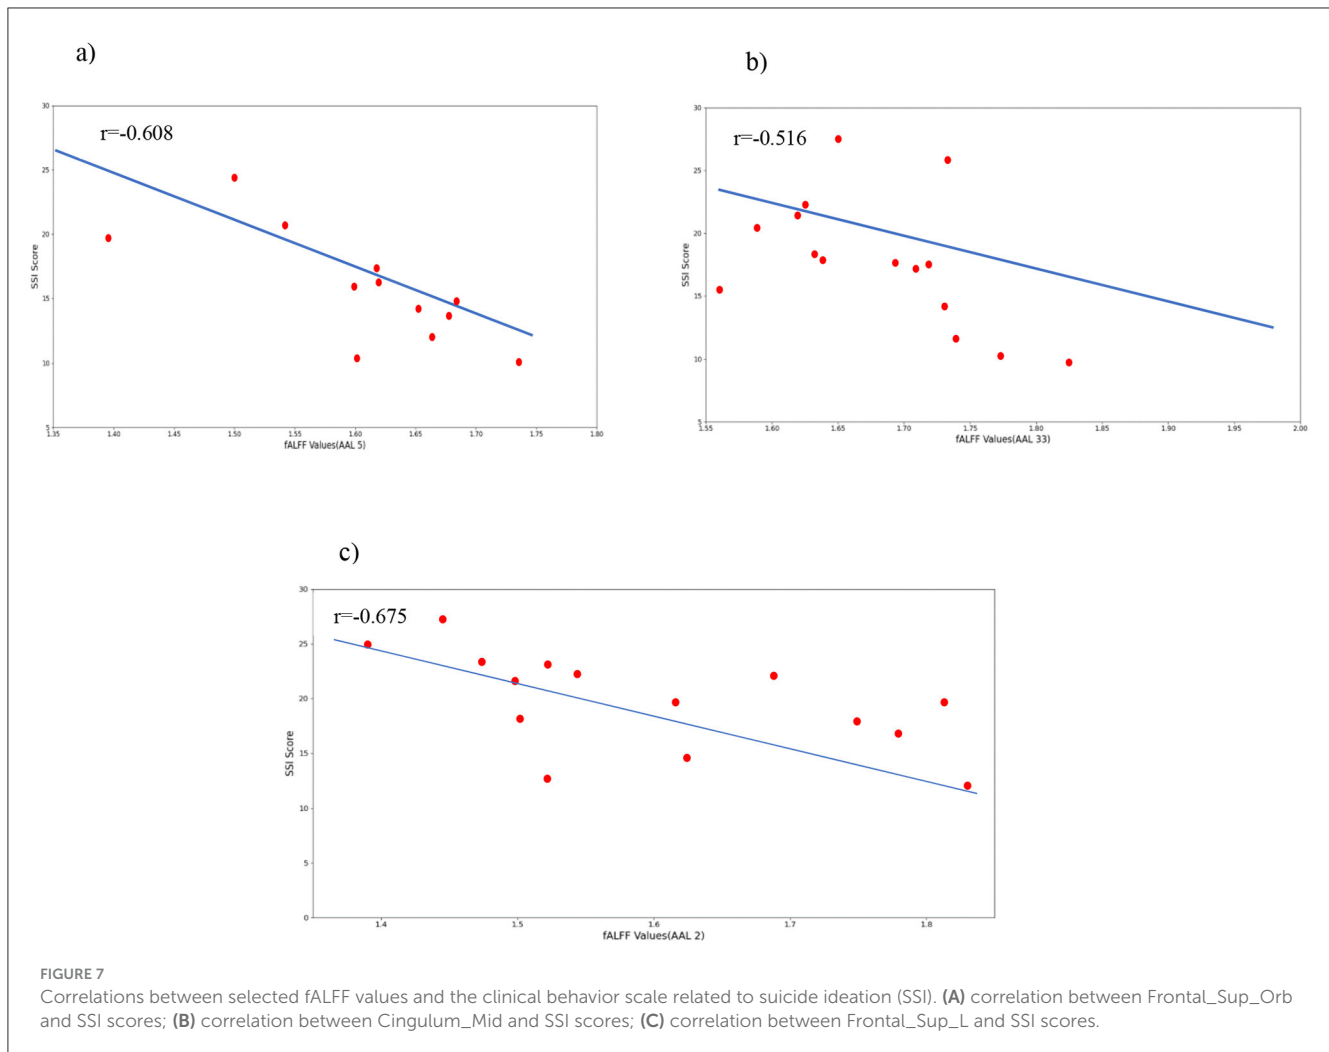 a)
r=-0.608
30
25
20
15
10
5
SSI Score
1.35 1.40 1.45 1.50 1.55 1.60 1.65 1.70 1.75 1.80
fALFF Values(AAL 5)
b)
r=-0.516
30
25
20
15
10
5
SSI Score
1.55 1.60 1.65 1.70 1.75 1.80 1.85 1.90 1.95 2.00
fALFF Values(AAL 33)
c)
r=-0.675
30
25
20
15
10
5
0
SSI Score
1.4 1.5 1.6 1.7 1.8
fALFF Values(AAL 2)
FIGURE 7
Correlations between selected fALFF values and the clinical behavior scale related to suicide ideation (SSI). (A) correlation between Frontal_Sup_Orb
and SSI scores; (B) correlation between Cingulum_Mid and SSI scores; (C) correlation between Frontal_Sup_L and SSI scores.